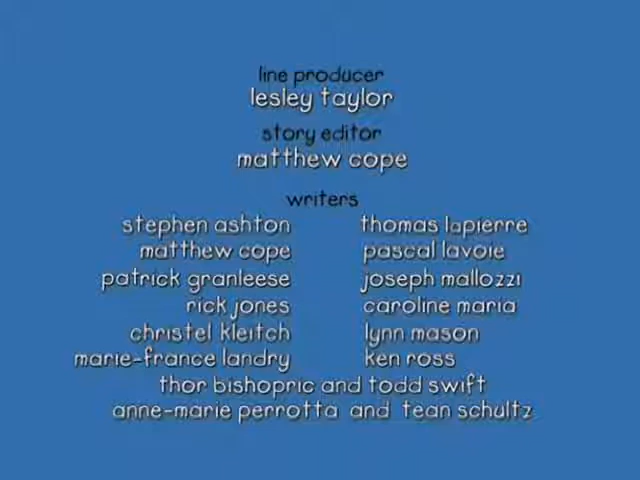 line producer
lesley taylor
story editor
matthew cope
writers
stephen ashton thomas lapierre
matthew cope pascal lavoie
patrick granleese joseph mallozzi
rick jones caroline maria
christel kleitch lynn mason
marie-france landry ken ross
thor bishopric and todd swift
anne-marie perrotta and tean schultz